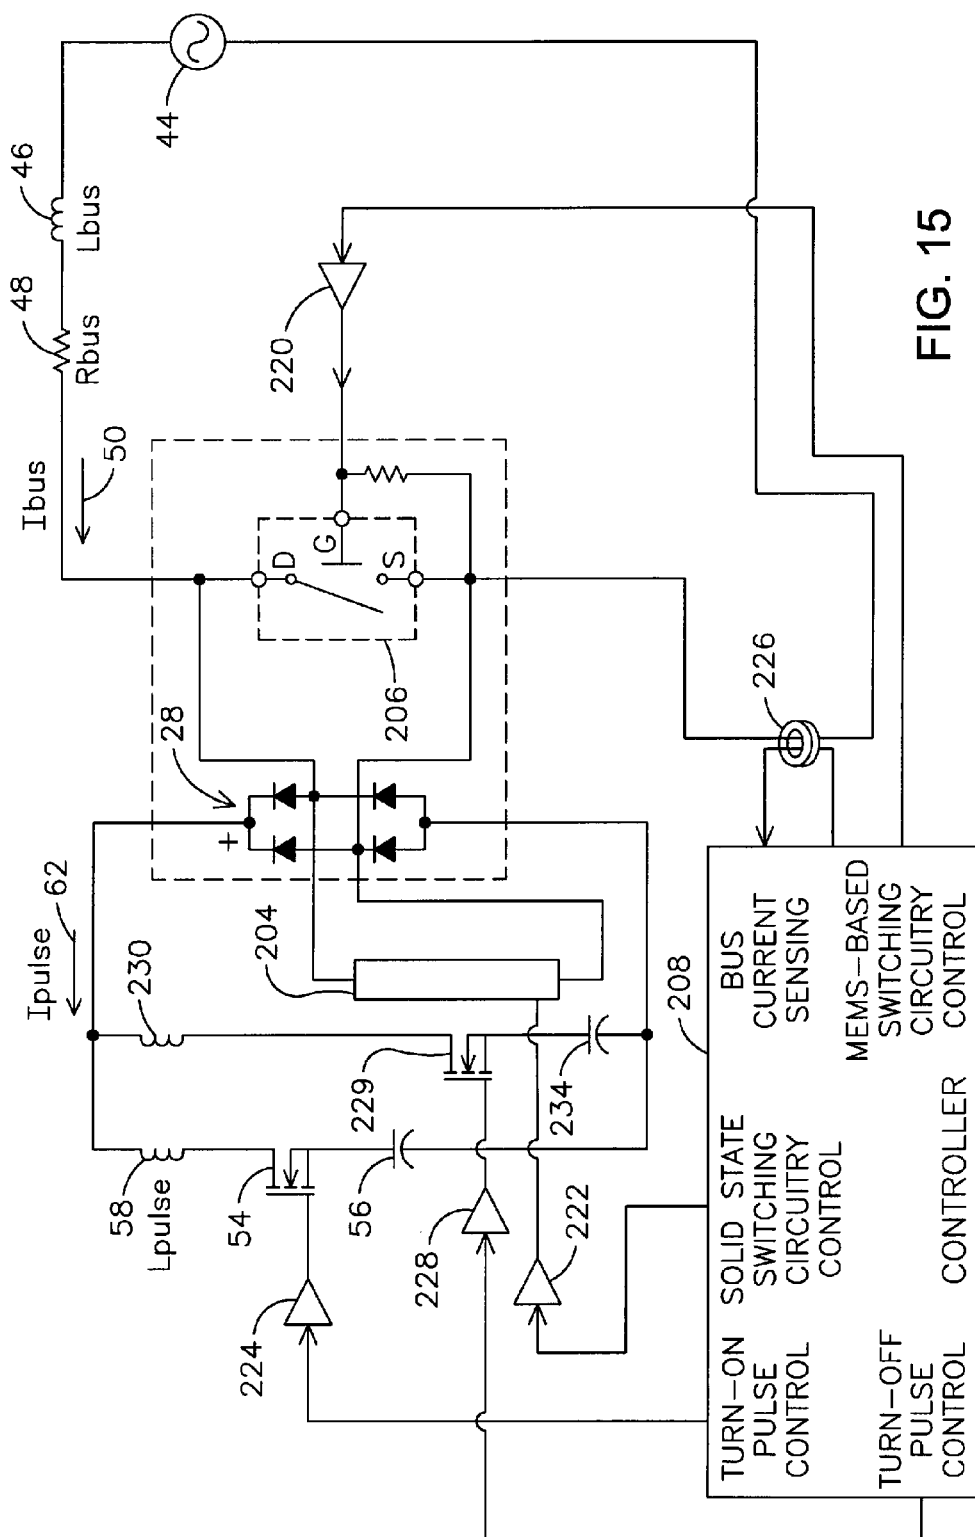 44
46
Lbus
48
Rbus
50
Ibus
220
D
G
S
206
28
+
62
Ipulse
230
204
229
234
58
Lpulse
54
56
224
228
222
226
208
TURN-ON
PULSE
CONTROL
SOLID STATE
SWITCHING
CIRCUITRY
CONTROL
BUS
CURRENT
SENSING
TURN-OFF
PULSE
CONTROL
CONTROLLER
MEMS-BASED
SWITCHING
CIRCUITRY
CONTROL
FIG. 15